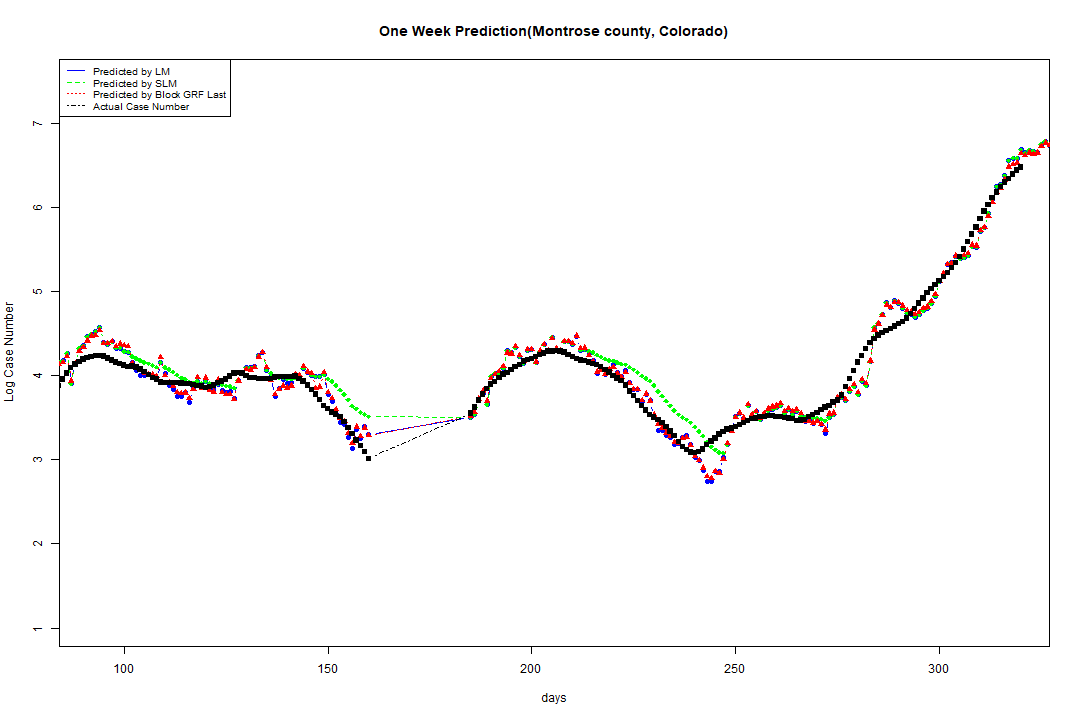 One Week Prediction(Montrose county, Colorado)
Predicted by LM
Predicted by SLM
Predicted by Block GRF Last
Actual Case Number
Log Case Number
7
6
5
4
3
2
1
100 150 200 250 300
days